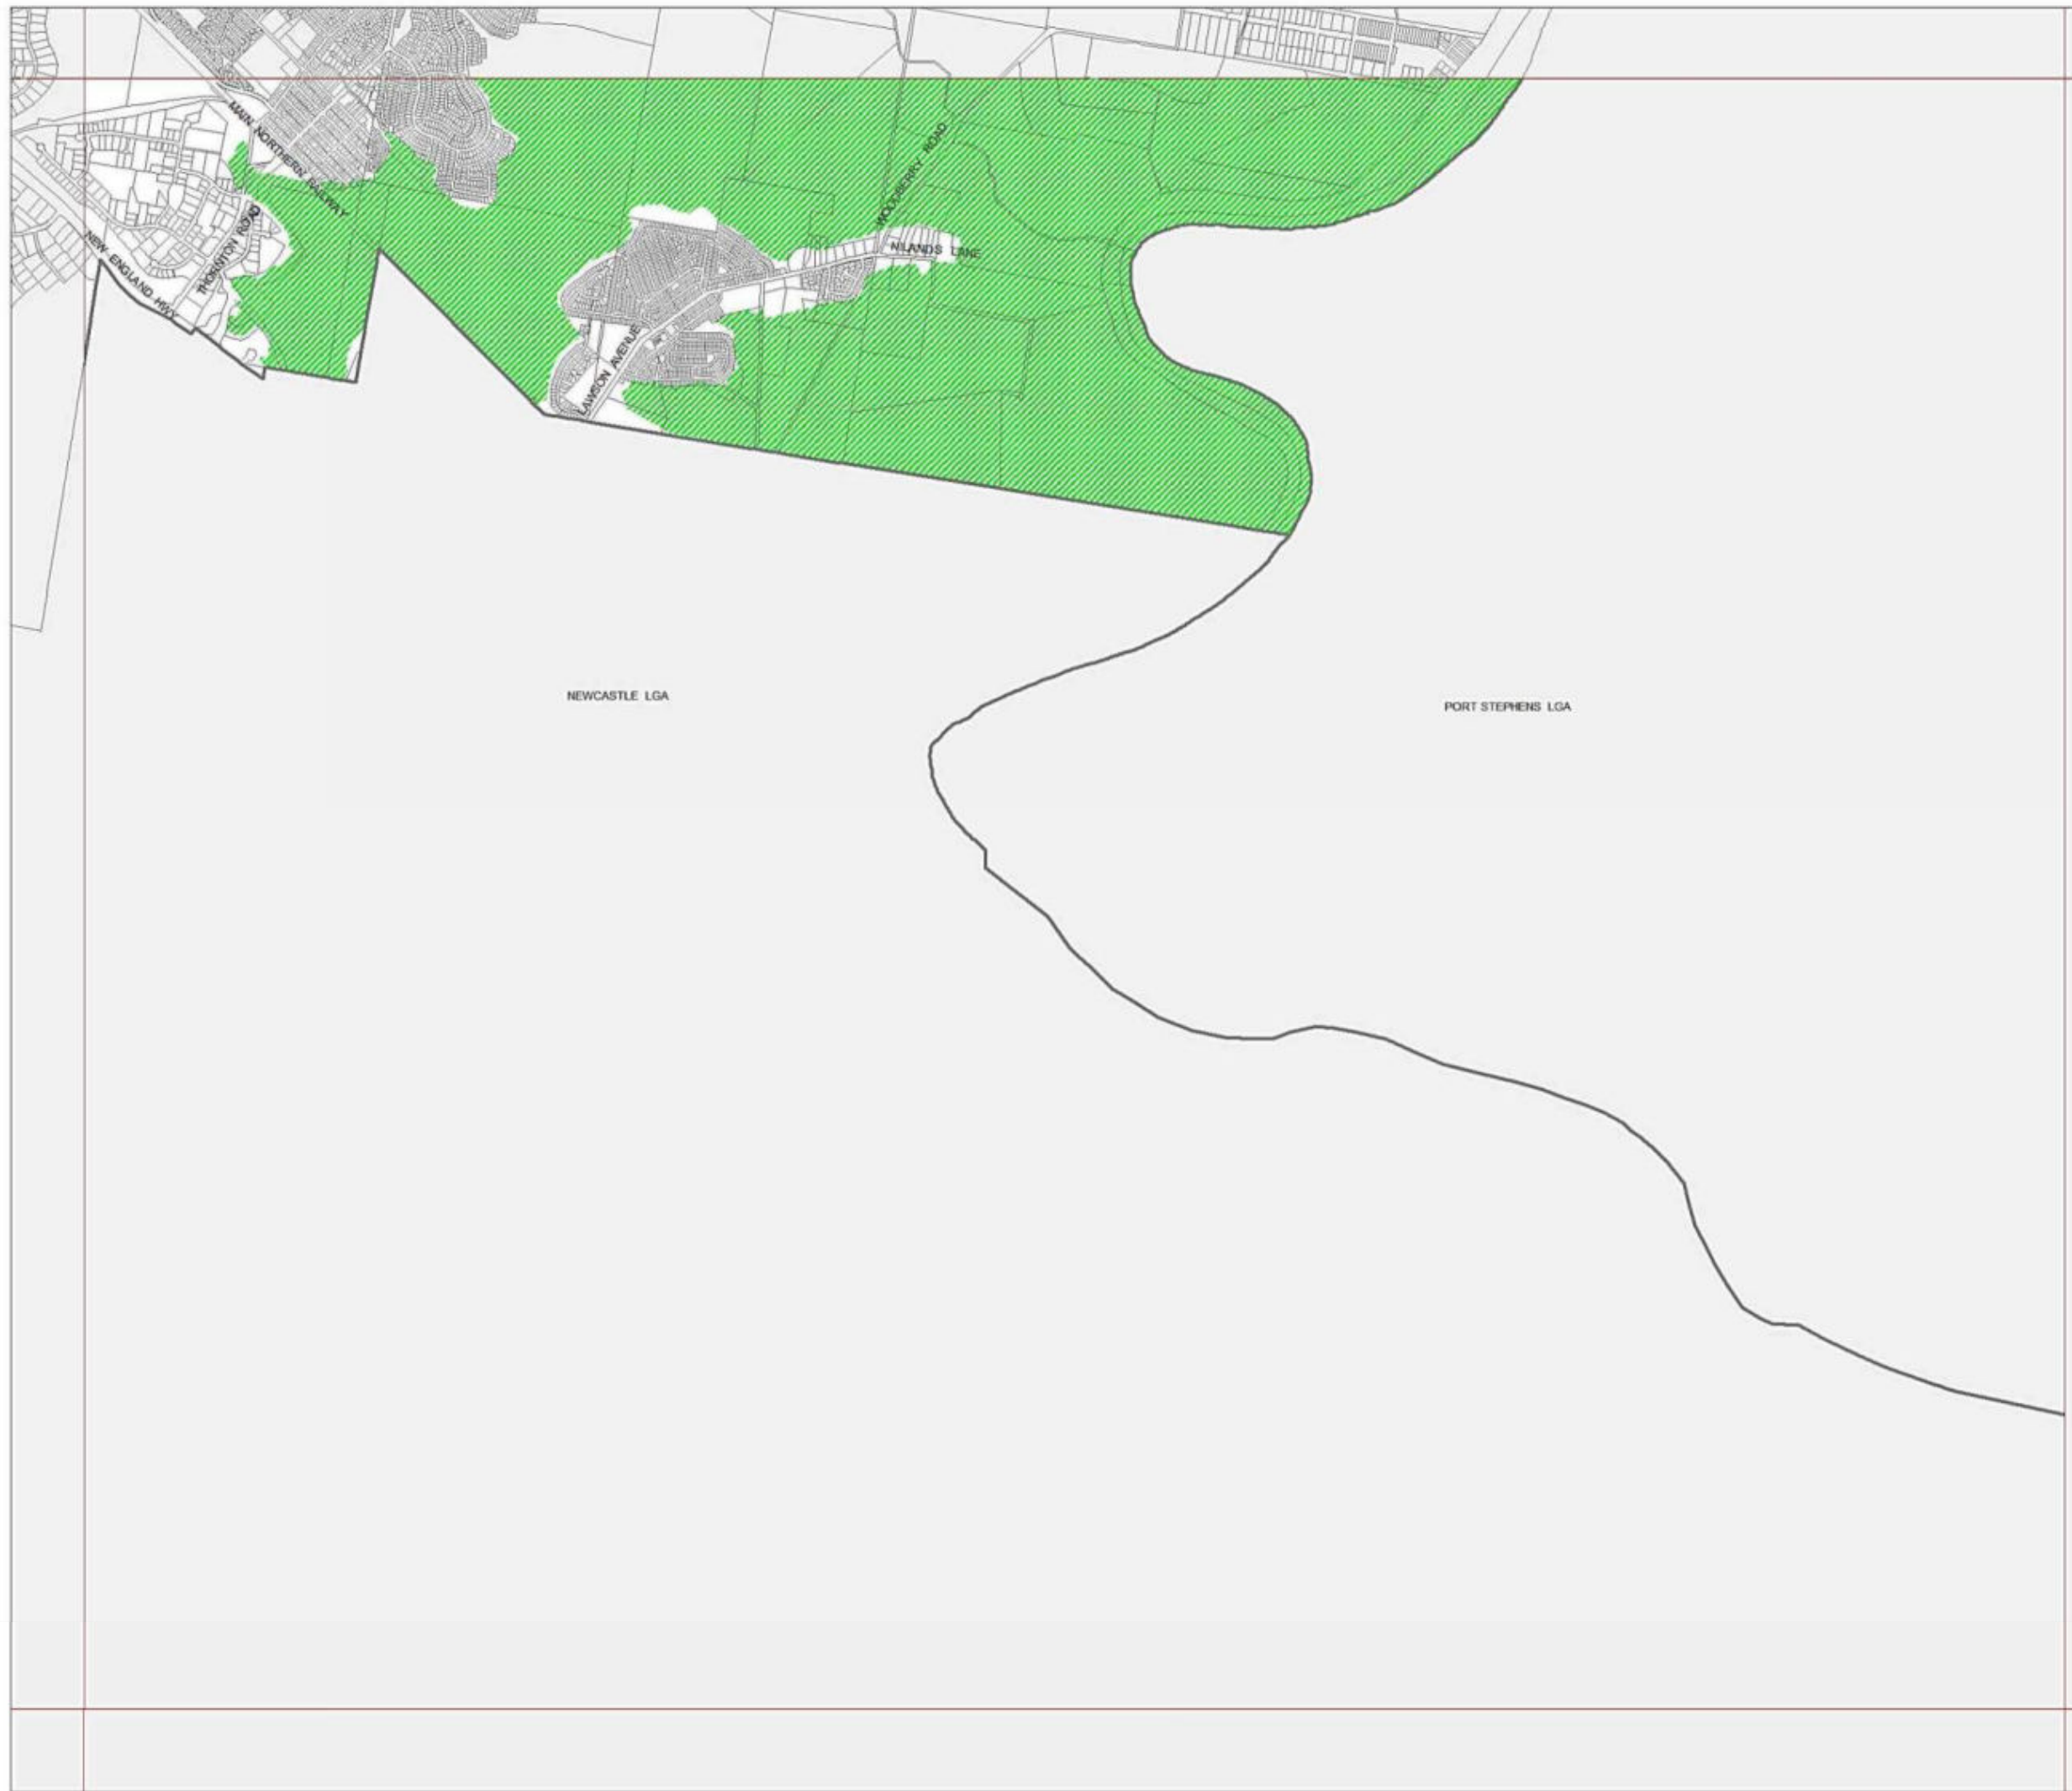 MAIN NORTHERN RAILWAY
WOODBERRY ROAD
THORNTON ROAD
NEW ENGLAND HWY
NILANDS LANE
LAWSON AVENUE
NEWCASTLE LGA
PORT STEPHENS LGA